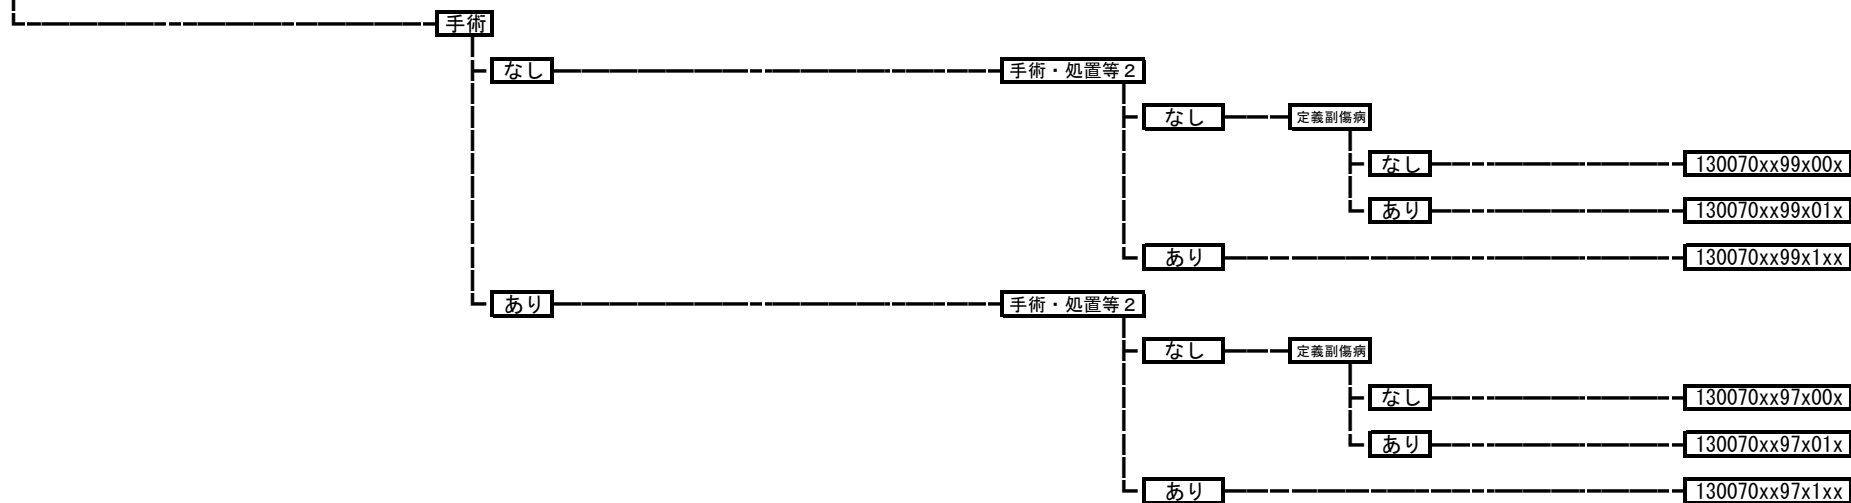 手術
なし 手術・処置等2
なし 定義副傷病
なし 130070xx99x00x
あり 130070xx99x01x
あり 130070xx99x1xx
あり 手術・処置等2
なし 定義副傷病
なし 130070xx97x00x
あり 130070xx97x01x
あり 130070xx97x1xx